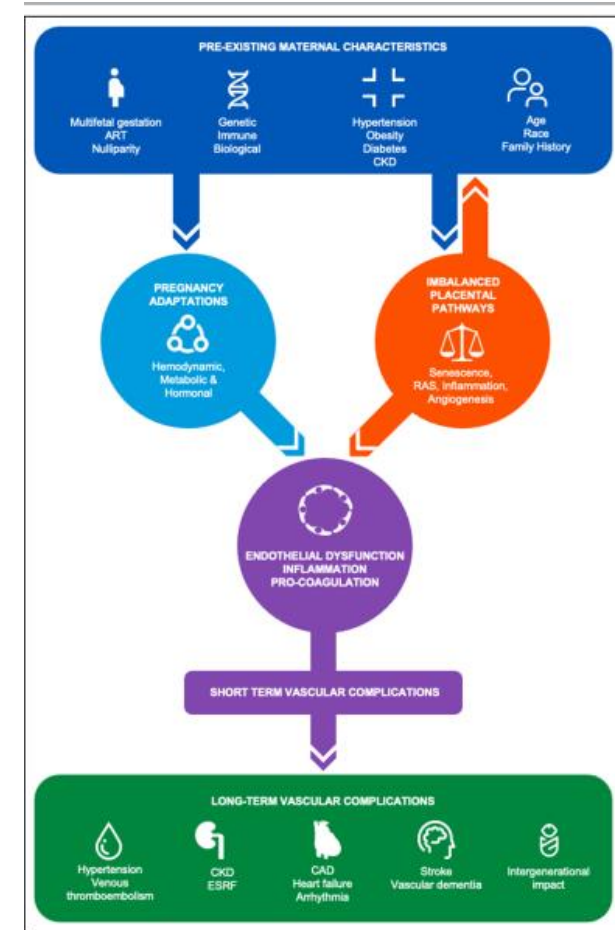 PRE-EXISTING MATERNAL CHARACTERISTICS
Multifetal gestation
ART
Nulliparity
Genetic
Immune
Biological
Hypertension
Obesity
Diabetes
CKD
Age
Race
Family History
PREGNANCY
ADAPTATIONS
Hemodynamic,
Metabolic &
Hormonal
IMBALANCED
PLACENTAL
PATHWAYS
Senescence,
RAS, Inflammation,
Angiogenesis
ENDOTHELIAL DYSFUNCTION
INFLAMMATION
PRO-COAGULATION
SHORT TERM VASCULAR COMPLICATIONS
LONG-TERM VASCULAR COMPLICATIONS
Hypertension
Venous
thromboembolism
CKD
ESRF
CAD
Heart failure
Arrhythmia
Stroke
Vascular dementia
Intergenerational
impact